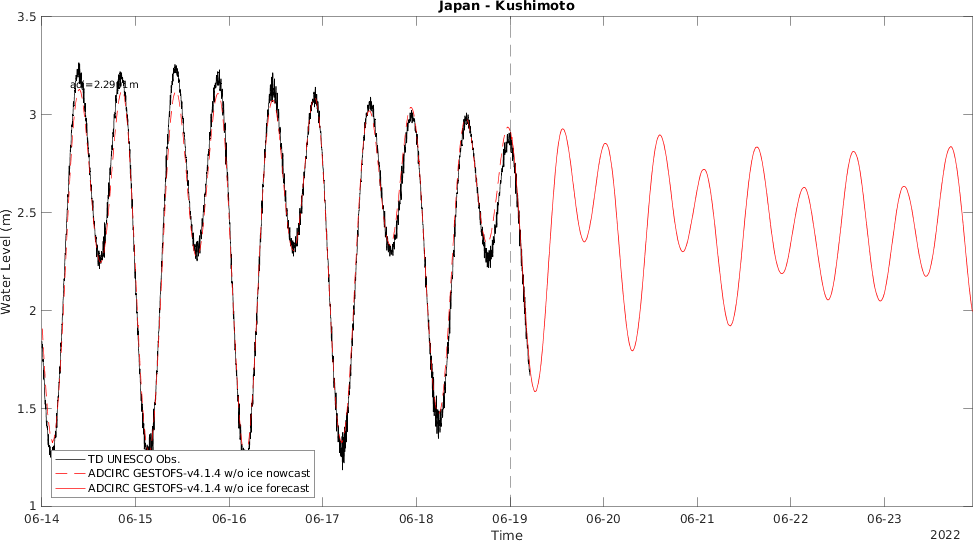 Japan - Kushimoto
3.5
3
2.5
2
1.5
1
Water Level (m)
TD UNESCO Obs.
ADCIRC GESTOFS-v4.1.4 w/o ice nowcast
ADCIRC GESTOFS-v4.1.4 w/o ice forecast
06-14 06-15 06-16 06-17 06-18 06-19 06-20 06-21 06-22 06-23
Time
2022